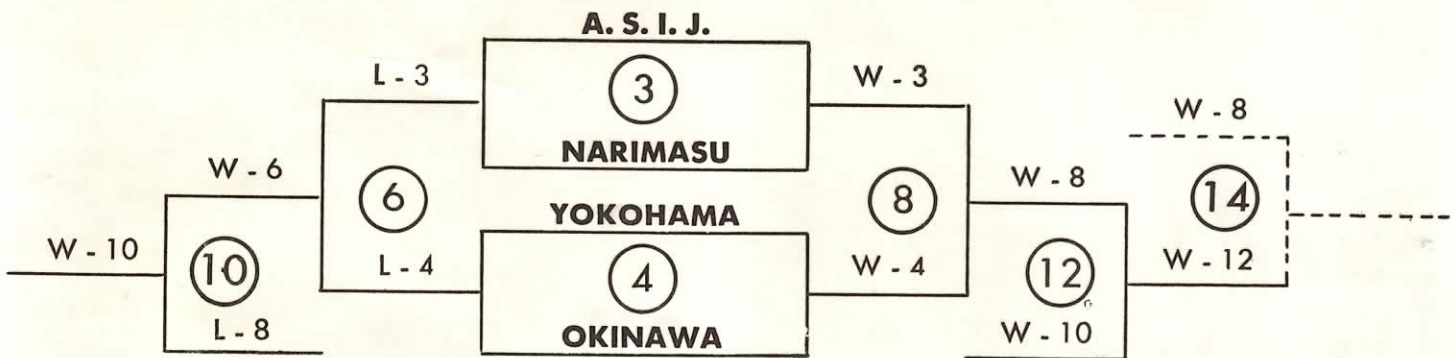 A. S. I. J.
L - 3
3
W - 3
W - 8
NARIMASU
W - 6
6
YOKOHAMA
8
W - 8
14
W - 10
10
L - 4
4
W - 4
12
W - 12
L - 8
OKINAWA
W - 10